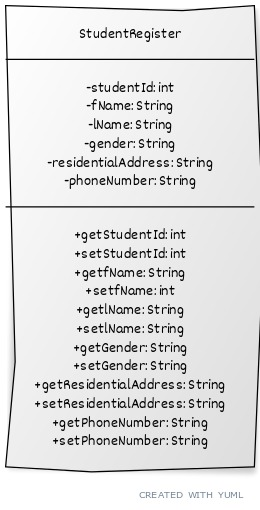 StudentRegister
-studentId: int
-fName: String
-lName: String
-gender: String
-residentialAddress: String
-phoneNumber: String
+getStudentId: int
+setStudentId: int
+getfName: String
+setfName: int
+getlName: String
+setlName: String
+getGender: String
+setGender: String
+getResidentialAddress: String
+setResidentialAddress: String
+getPhoneNumber: String
+setPhoneNumber: String
CREATED WITH YUML